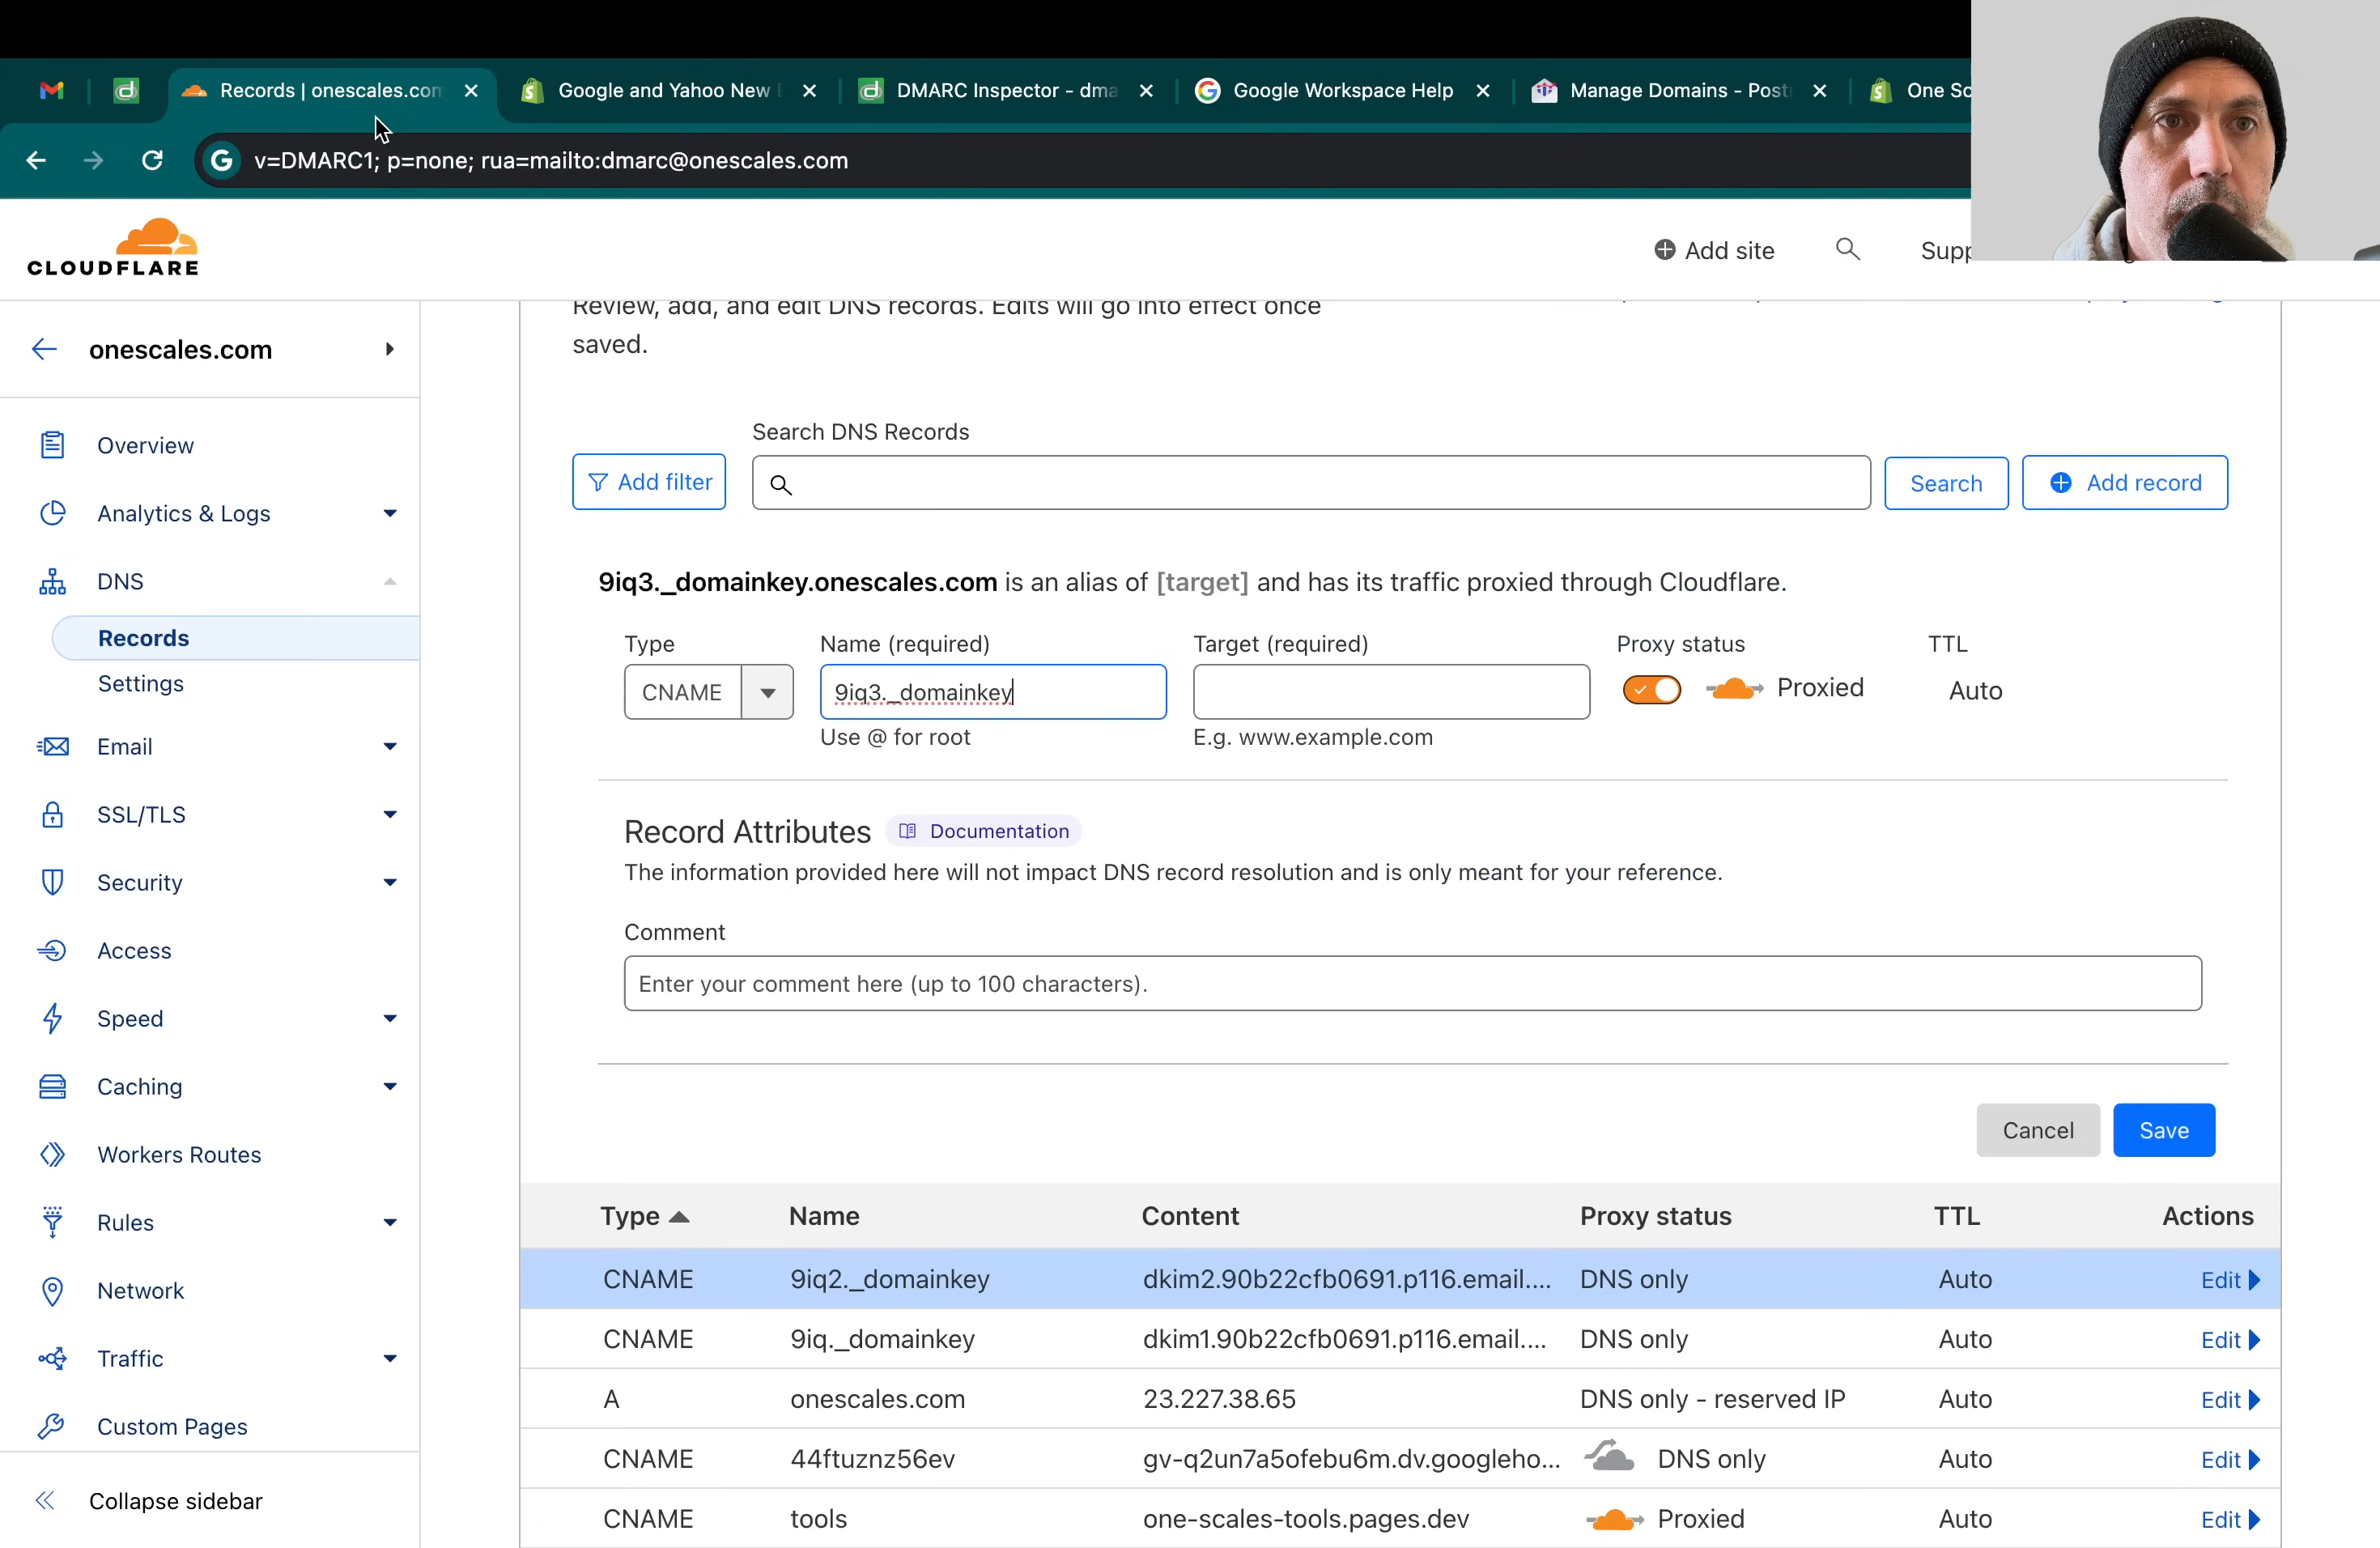 Records | onescales.com
Google and Yahoo New
DMARC Inspector - dma
Google Workspace Help
Manage Domains - Post
One Sc
v=DMARC1; p=none; rua=mailto:dmarc@onescales.com
CLOUDFLARE
Add site
Supp
onescales.com
Overview
Analytics & Logs
DNS
Records
Settings
Email
SSL/TLS
Security
Access
Speed
Caching
Workers Routes
Rules
Network
Traffic
Custom Pages
Collapse sidebar
Review, add, and edit DNS records. Edits will go into effect once
saved.
Search DNS Records
Add filter
Search
Add record
9iq3._domainkey.onescales.com is an alias of [target] and has its traffic proxied through Cloudflare.
Type
Name (required)
Target (required)
Proxy status
TTL
CNAME
9iq3._domainkey
Proxied
Auto
Use @ for root
E.g. www.example.com
Record Attributes
Documentation
The information provided here will not impact DNS record resolution and is only meant for your reference.
Comment
Enter your comment here (up to 100 characters).
Cancel
Save
Type Name Content Proxy status TTL Actions
CNAME 9iq2._domainkey dkim2.90b22cfb0691.p116.email.... DNS only Auto Edit
CNAME 9iq._domainkey dkim1.90b22cfb0691.p116.email.... DNS only Auto Edit
A onescales.com 23.227.38.65 DNS only - reserved IP Auto Edit
CNAME 44ftuznz56ev gv-q2un7a5ofebu6m.dv.googleho... DNS only Auto Edit
CNAME tools one-scales-tools.pages.dev Proxied Auto Edit